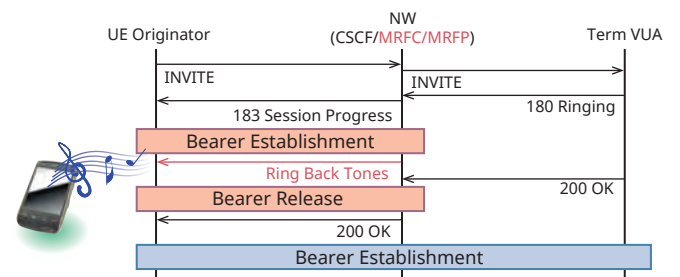 UE Originator
NW
(CSCF/MRFC/MRFP)
Term VUA
INVITE
INVITE
183 Session Progress
180 Ringing
Bearer Establishment
Ring Back Tones
200 OK
Bearer Release
200 OK
Bearer Establishment